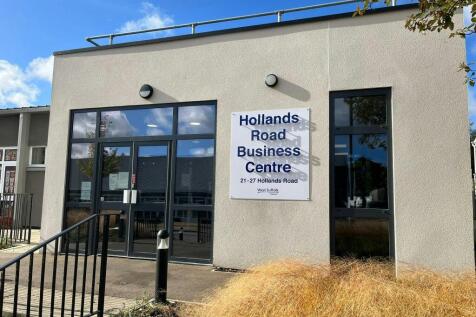 Hollands
Road
Business
Centre
21-27 Hollands Road
West Suffolk